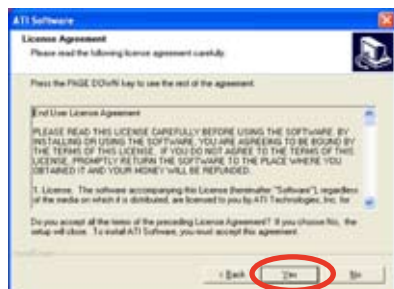 ATI Software
License Agreement
Please read the following license agreement carefully.
Press the PAGE DOWN key to see the rest of the agreement.
End User License Agreement
PLEASE READ THIS LICENSE CAREFULLY BEFORE USING THE SOFTWARE. BY
INSTALLING OR USING THE SOFTWARE, YOU ARE AGREEING TO BE BOUND BY
THE TERMS OF THIS LICENSE. IF YOU DO NOT AGREE TO THE TERMS OF THIS
LICENSE, PROMPTLY RETURN THE SOFTWARE TO THE PLACE WHERE YOU
OBTAINED IT AND YOUR MONEY WILL BE REFUNDED.
1. License. The software accompanying this License (hereinafter "Software"), regardless
of the media on which it is distributed, are licensed to you by ATI Technologies, Inc. for
Do you accept all the terms of the preceding License Agreement? If you choose No, the
setup will close. To install ATI Software, you must accept this agreement.
< Back Yes No